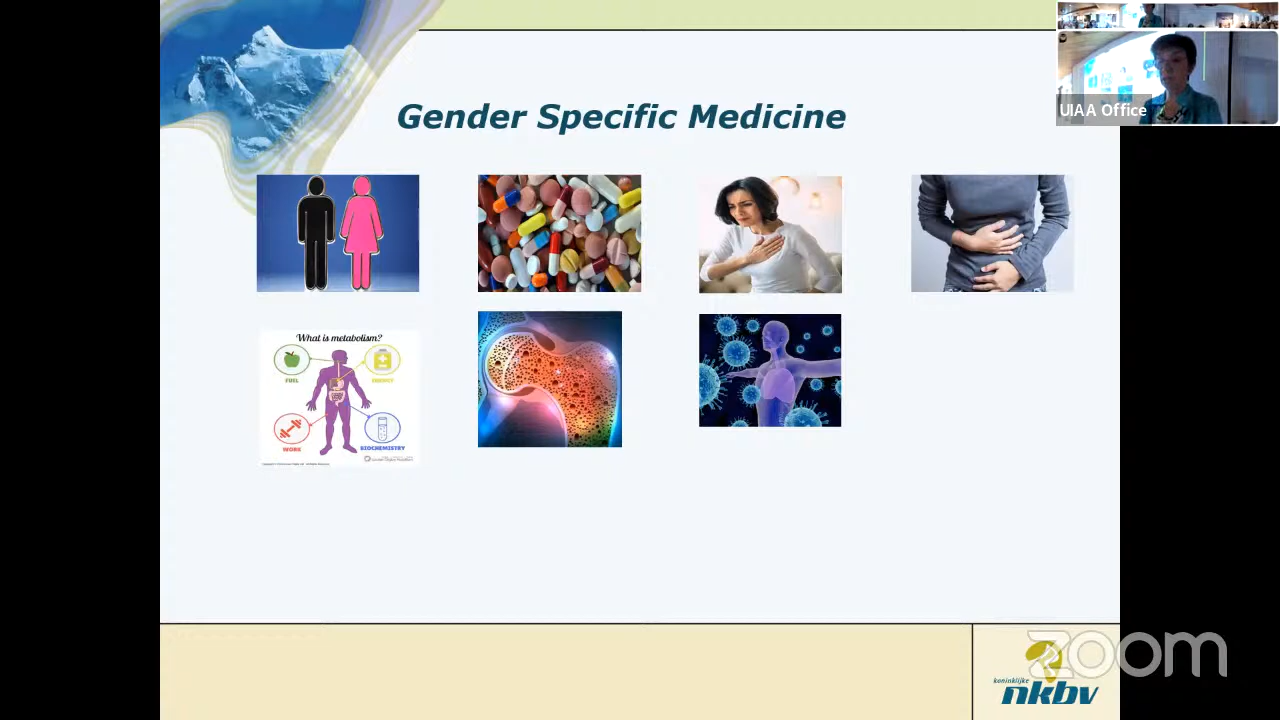 UIAA Office
Gender Specific Medicine
What is metabolism?
FUEL
ENERGY
WORK
BIOCHEMISTRY
zoom
koninklijke
nkbv